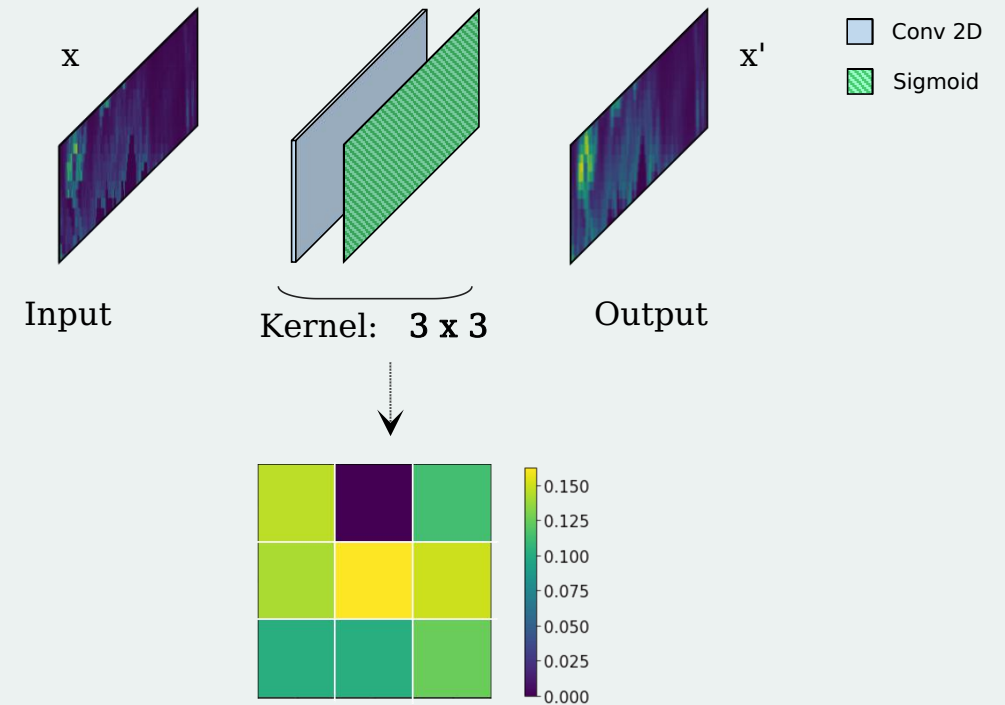 x
x'
Conv 2D
Sigmoid
Input
Kernel: 3 x 3
Output
0.150
0.125
0.100
0.075
0.050
0.025
0.000